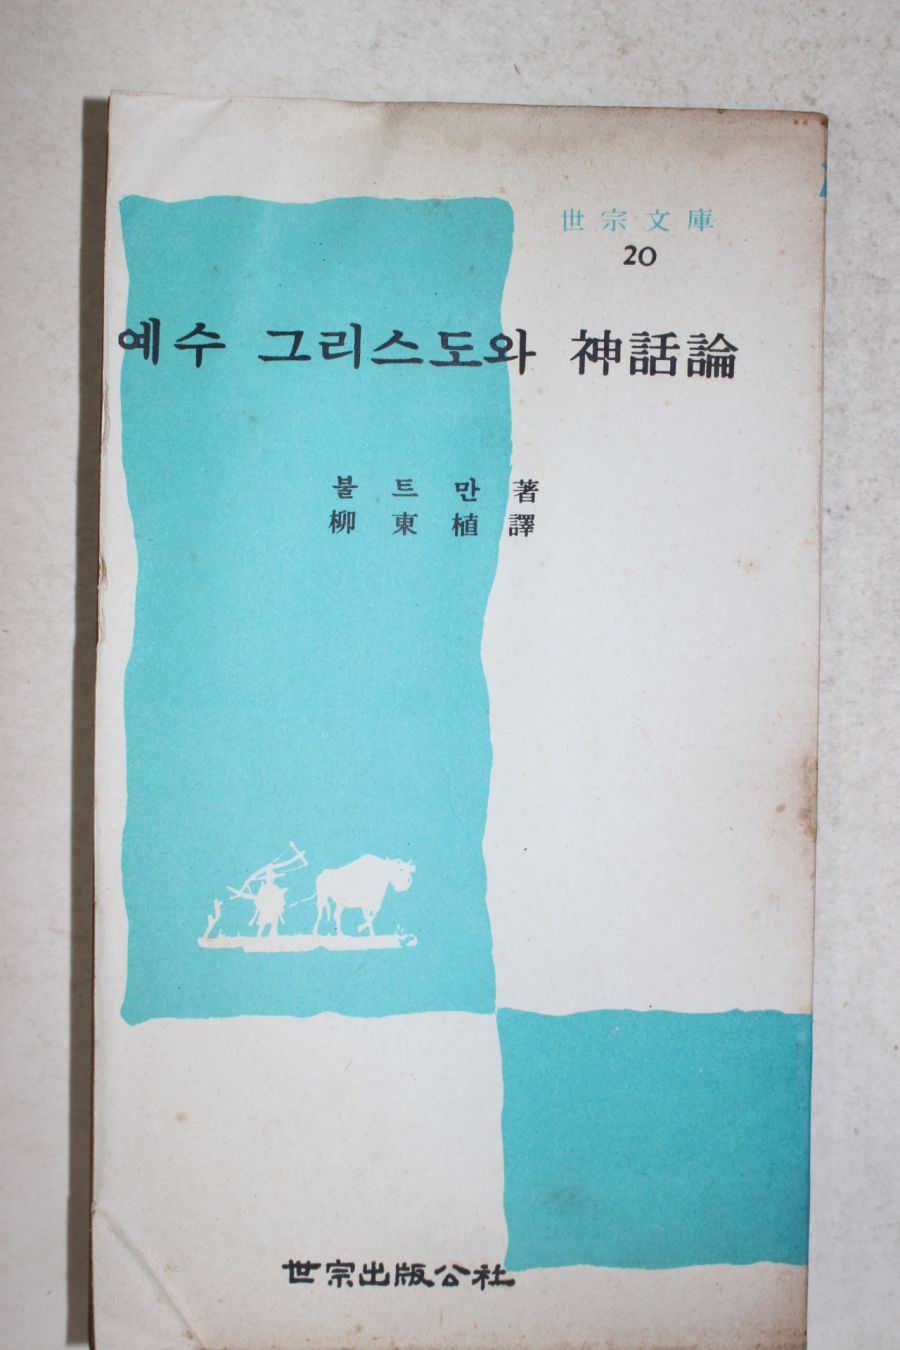 世宗文庫
20
예수 그리스도와 神話論
불트만 著
柳東植 譯
世宗出版公社